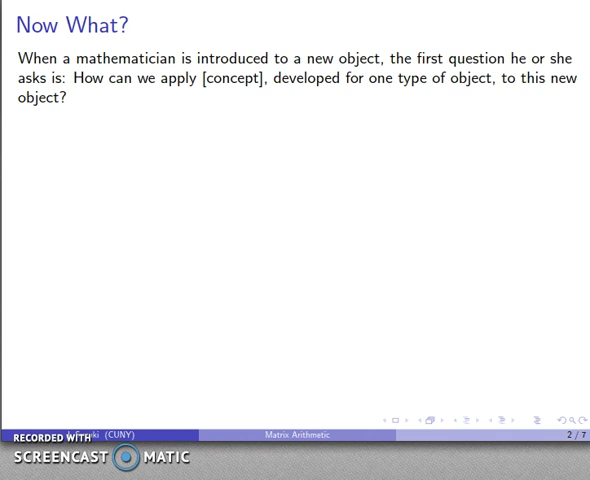 Now What?
When a mathematician is introduced to a new object, the first question he or she
asks is: How can we apply [concept], developed for one type of object, to this new
object?
(CUNY)
Matrix Arithmetic
2 / 7
RECORDED WITH
SCREENCAST MATIC